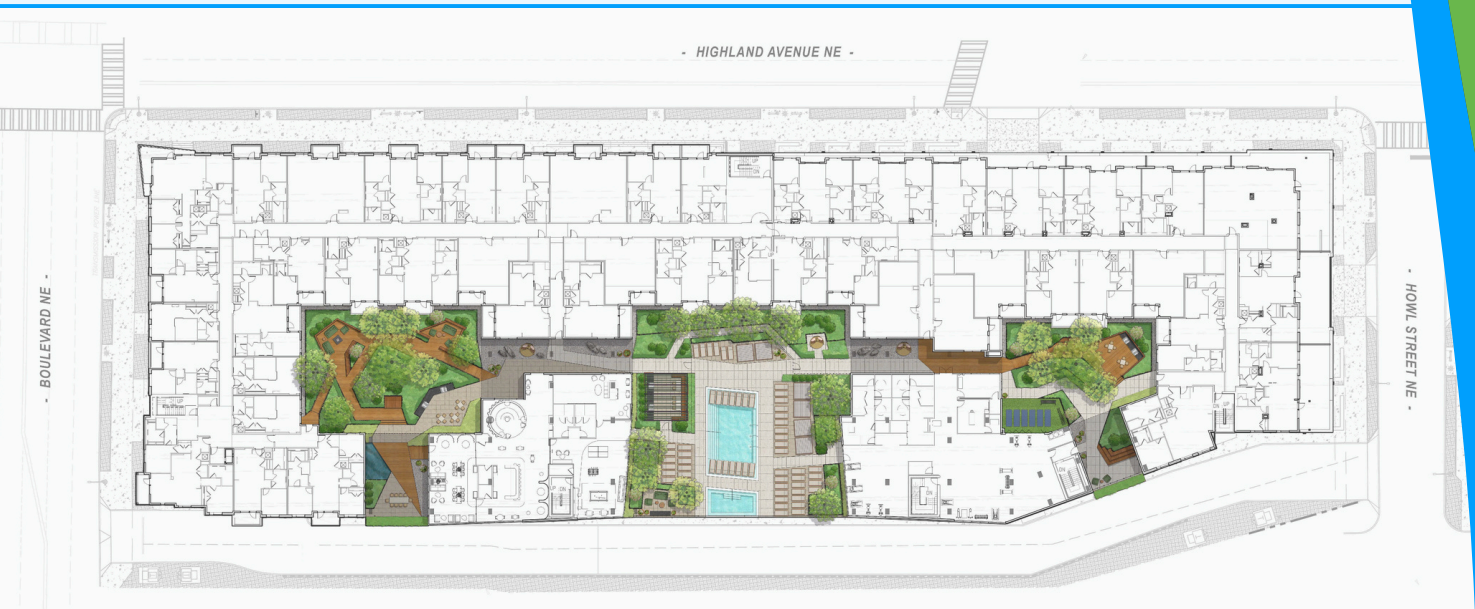 - HIGHLAND AVENUE NE -
- BOULEVARD NE -
- HOWL STREET NE -